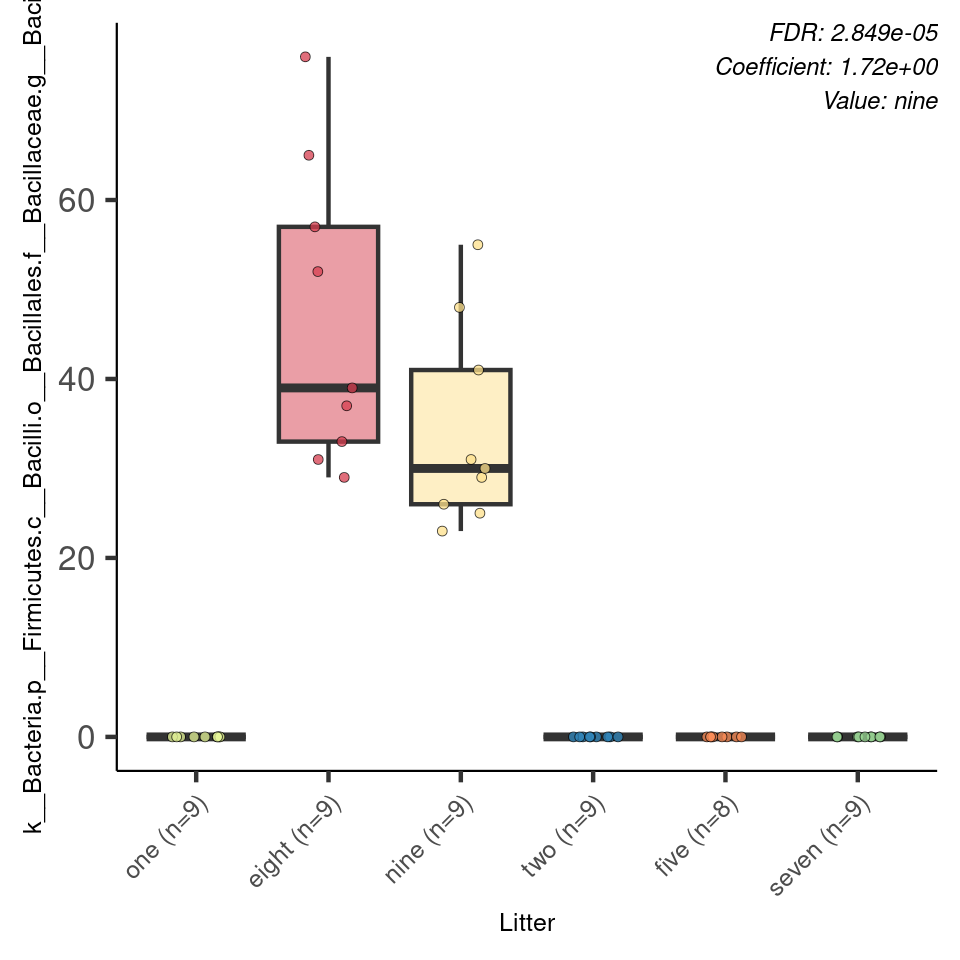 FDR: 2.849e-05
Coefficient: 1.72e+00
Value: nine
k__Bacteria.p__Firmicutes.c__Bacilli.o__Bacillales.f__Bacillaceae.g__Baci
60
40
20
0
one (n=9)
eight (n=9)
nine (n=9)
two (n=9)
five (n=8)
seven (n=9)
Litter